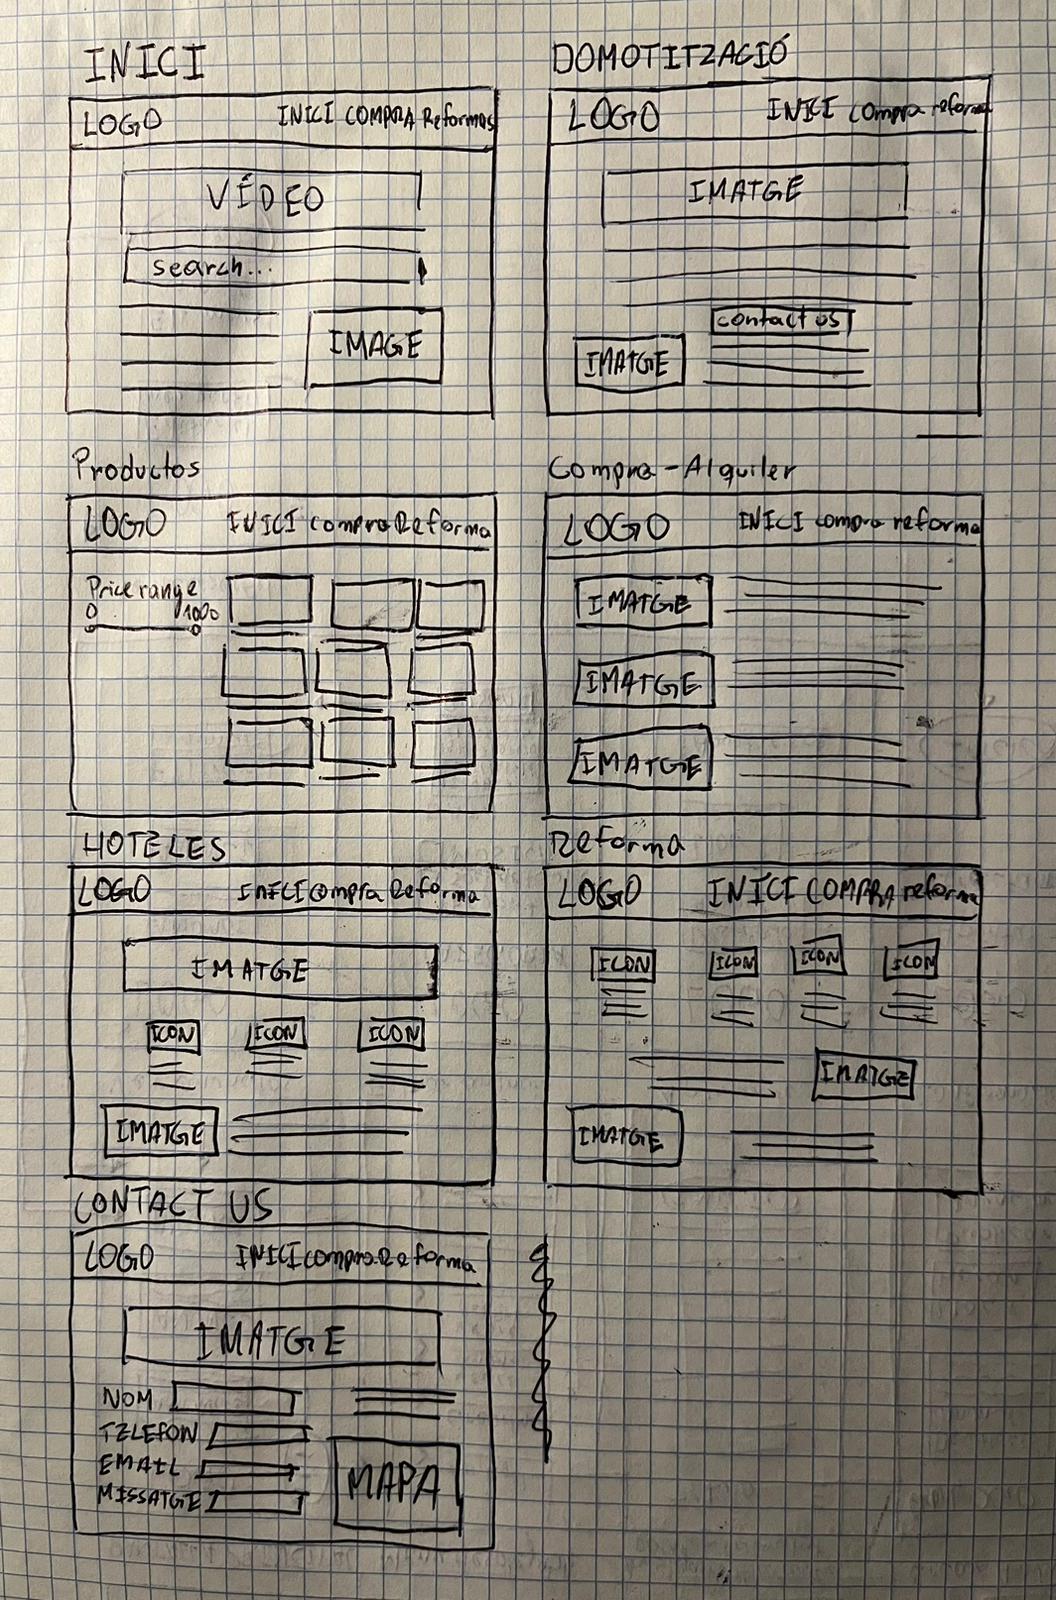 INICI
LOGO INICI COMPRA Reformas
VÍDEO
search...
IMAGE
DOMOTITZACIÓ
LOGO INICI compra reforma
IMATGE
contact us
IMATGE
Productos
LOGO INICI compra Reforma
Price range
0 1000
Compra - Alquiler
LOGO INICI compra reforma
IMATGE
IMATGE
IMATGE
HOTELES
LOGO INICI compra Reforma
IMATGE
ICON ICON ICON
IMATGE
Reforma
LOGO INICI COMPRA reforma
ICON ICON ICON ICON
IMATGE
IMATGE
CONTACT US
LOGO INICI compra Reforma
IMATGE
NOM
TELEFON
EMAIL
MISSATGE
MAPA